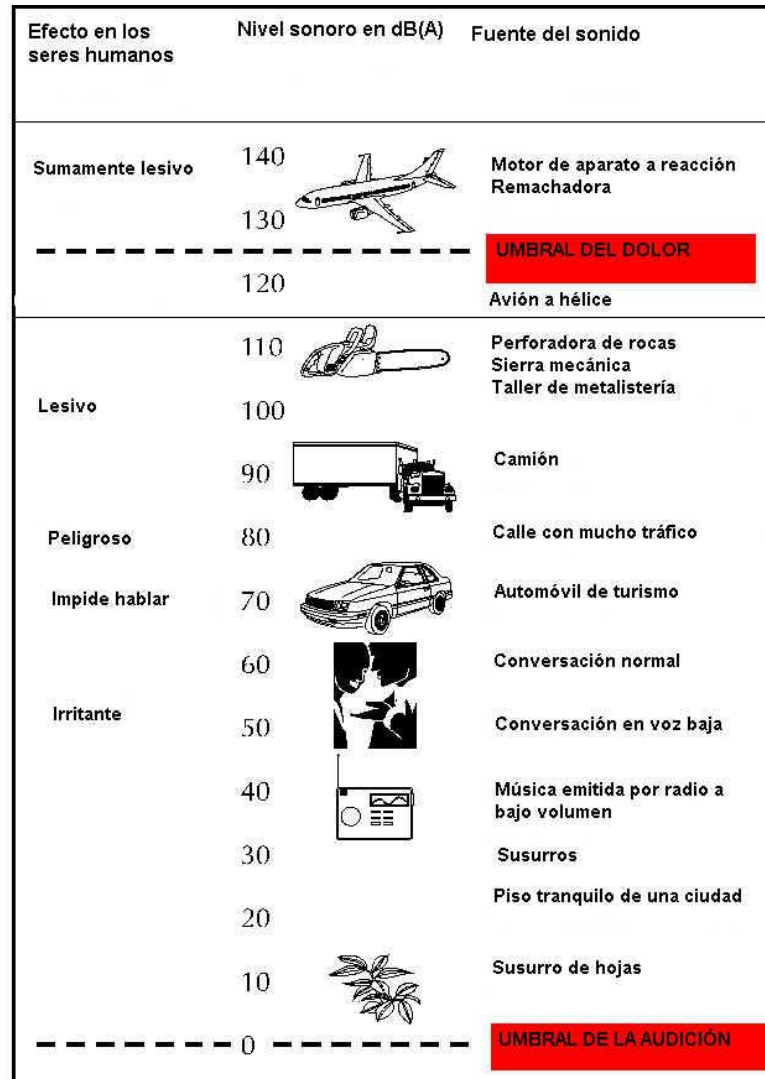 Efecto en los
seres humanos
Nivel sonoro en dB(A)
Fuente del sonido
Sumamente lesivo
140
Motor de aparato a reacción
Remachadora
130
UMBRAL DEL DOLOR
120
Avión a hélice
110
Perforadora de rocas
Sierra mecánica
Taller de metalistería
Lesivo
100
90
Camión
Peligroso
80
Calle con mucho tráfico
Impide hablar
70
Automóvil de turismo
60
Conversación normal
Irritante
50
Conversación en voz baja
40
Música emitida por radio a
bajo volumen
30
Susurros
Piso tranquilo de una ciudad
20
10
Susurro de hojas
0
UMBRAL DE LA AUDICIÓN